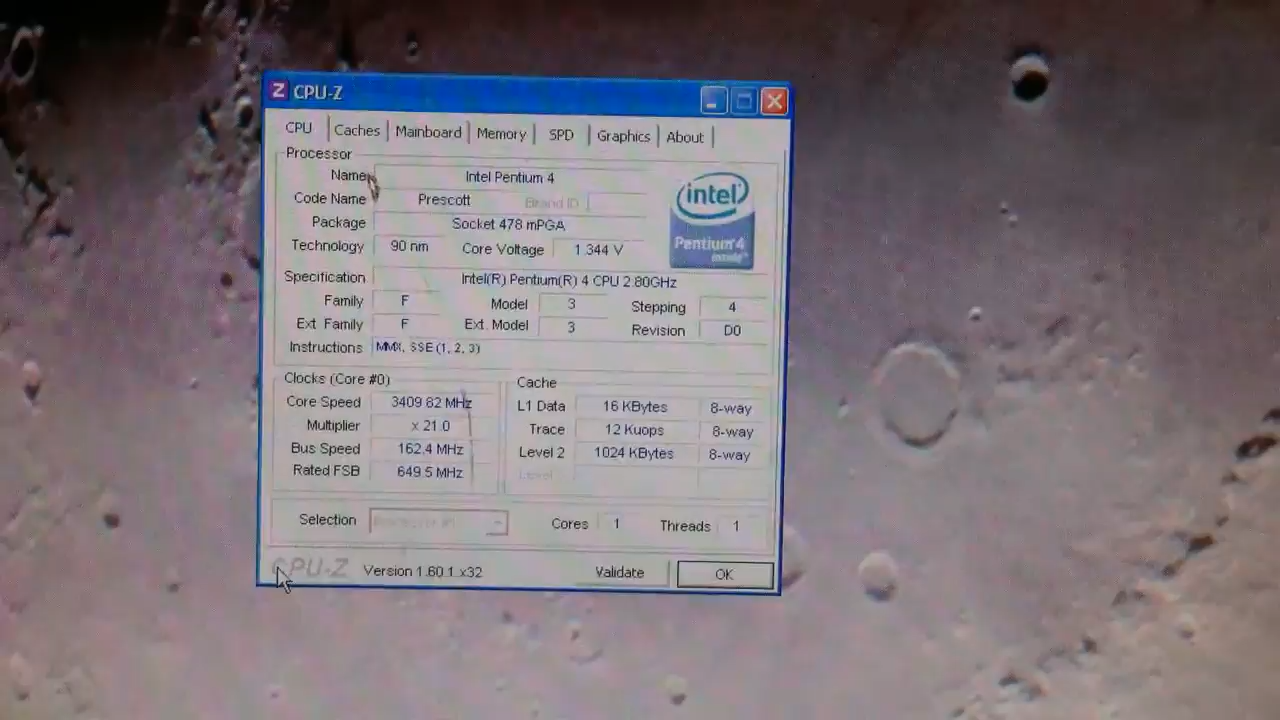 CPU-Z
CPU Caches Mainboard Memory SPD Graphics About
Processor
Name Intel Pentium 4
Code Name Prescott Brand ID
Package Socket 478 mPGA
Technology 90 nm Core Voltage 1.344 V
intel
Pentium 4
inside
Specification Intel(R) Pentium(R) 4 CPU 2.80GHz
Family F Model 3 Stepping 4
Ext. Family F Ext. Model 3 Revision D0
Instructions MMX, SSE (1, 2, 3)
Clocks (Core #0)
Core Speed 3409.82 MHz
Multiplier x 21.0
Bus Speed 162.4 MHz
Rated FSB 649.5 MHz
Cache
L1 Data 16 KBytes 8-way
Trace 12 Kuops 8-way
Level 2 1024 KBytes 8-way
Level
Selection Processor #1 Cores 1 Threads 1
CPU-Z Version 1.60.1.x32 Validate OK